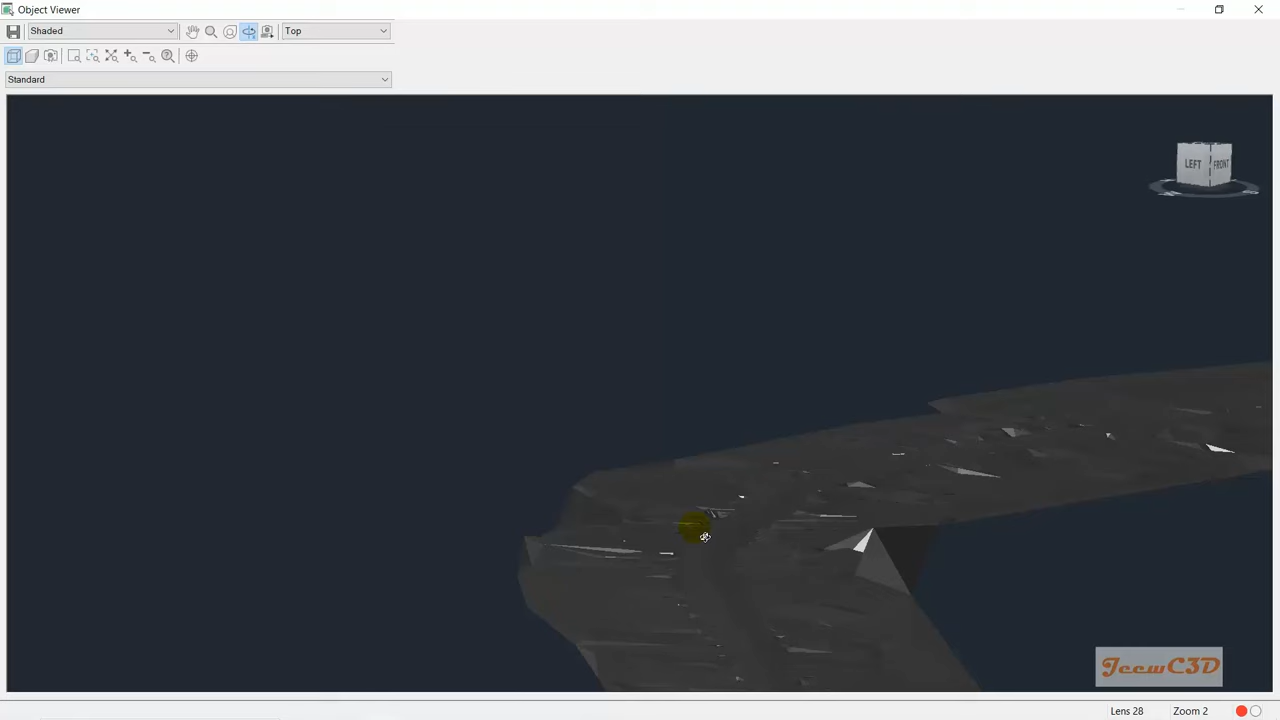 Object Viewer
Shaded
Top
Standard
LEFT
FRONT
JeewC3D
Lens 28
Zoom 2